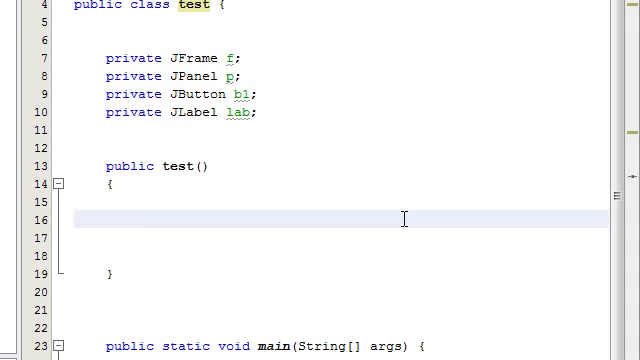 4 public class test {
5
6
7 private JFrame f;
8 private JPanel p;
9 private JButton b1;
10 private JLabel lab;
11
12
13 public test()
14 {
15
16
17
18
19 }
20
21
22
23 public static void main(String[] args) {